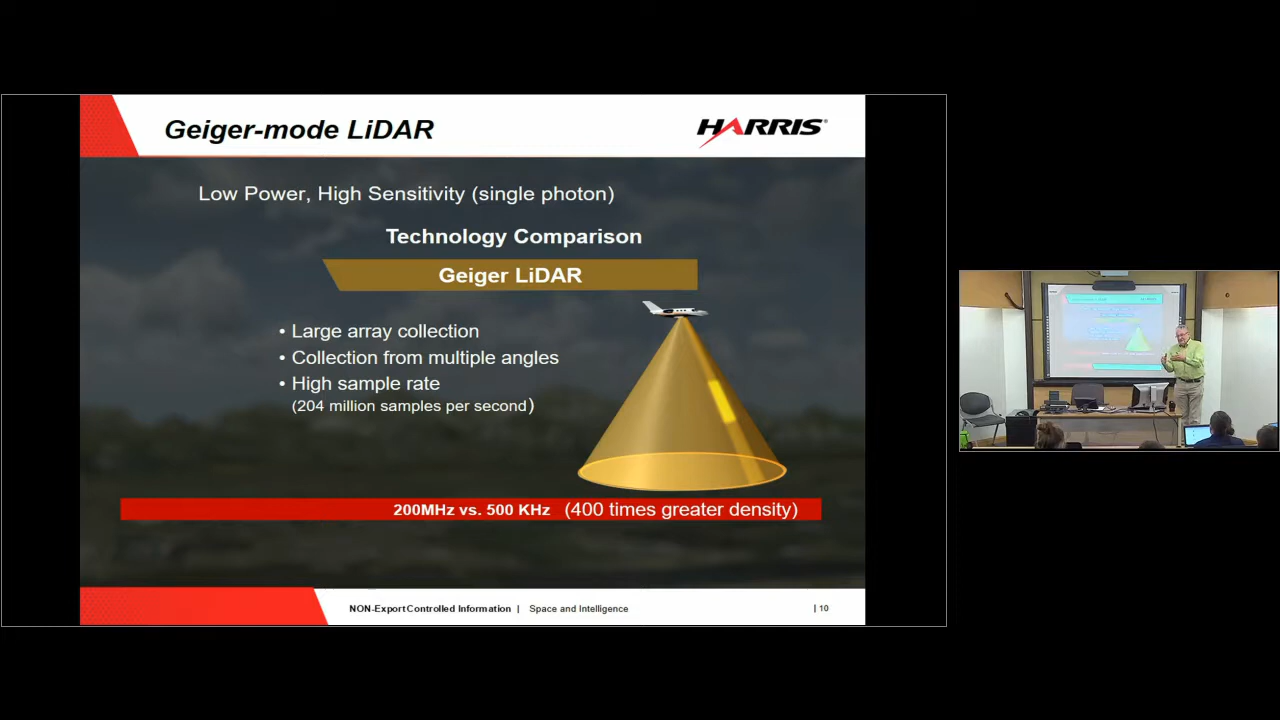 Geiger-mode LiDAR
HARRIS®
Low Power, High Sensitivity (single photon)
Technology Comparison
Geiger LiDAR
• Large array collection
• Collection from multiple angles
• High sample rate
(204 million samples per second)
200MHz vs. 500 KHz (400 times greater density)
NON-Export Controlled Information | Space and Intelligence
| 10